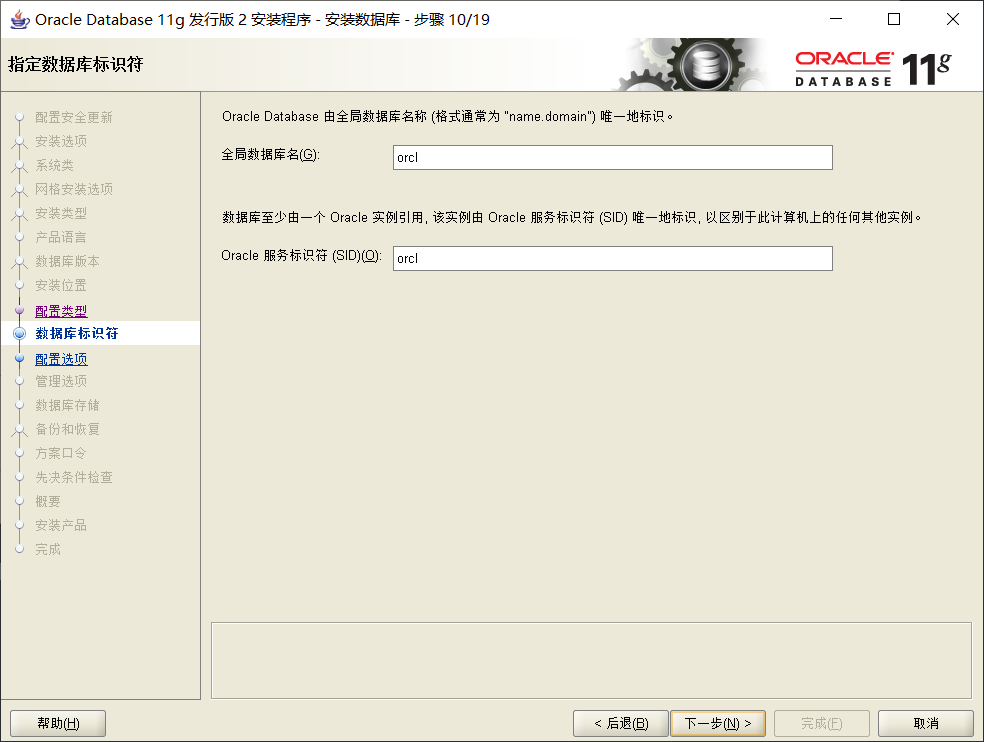 Oracle Database 11g 发行版 2 安装程序 - 安装数据库 - 步骤 10/19
指定数据库标识符
ORACLE
DATABASE
11g
配置安全更新
安装选项
系统类
网格安装选项
安装类型
产品语言
数据库版本
安装位置
配置类型
数据库标识符
配置选项
管理选项
数据库存储
备份和恢复
方案口令
先决条件检查
概要
安装产品
完成
Oracle Database 由全局数据库名称 (格式通常为 "name.domain") 唯一地标识。
全局数据库名(G):
orcl
数据库至少由一个 Oracle 实例引用, 该实例由 Oracle 服务标识符 (SID) 唯一地标识, 以区别于此计算机上的任何其他实例。
Oracle 服务标识符 (SID)(O):
orcl
帮助(H)
< 后退(B)
下一步(N) >
完成(F)
取消